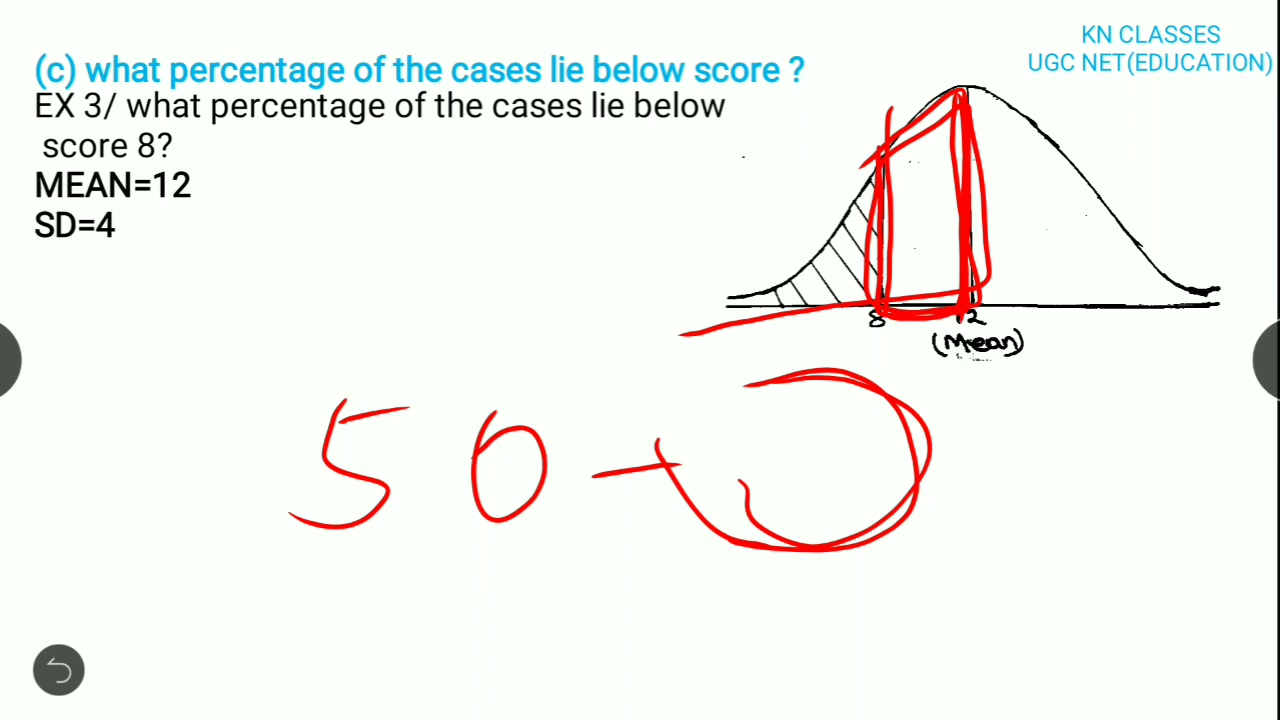 KN CLASSES
UGC NET(EDUCATION)
(c) what percentage of the cases lie below score ?
EX 3/ what percentage of the cases lie below
score 8?
MEAN=12
SD=4
8 12
(Mean)
50 -